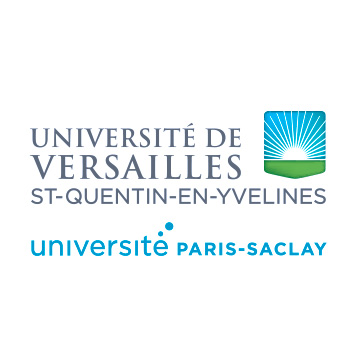 UNIVERSITÉ DE
VERSAILLES
ST-QUENTIN-EN-YVELINES
université PARIS-SACLAY